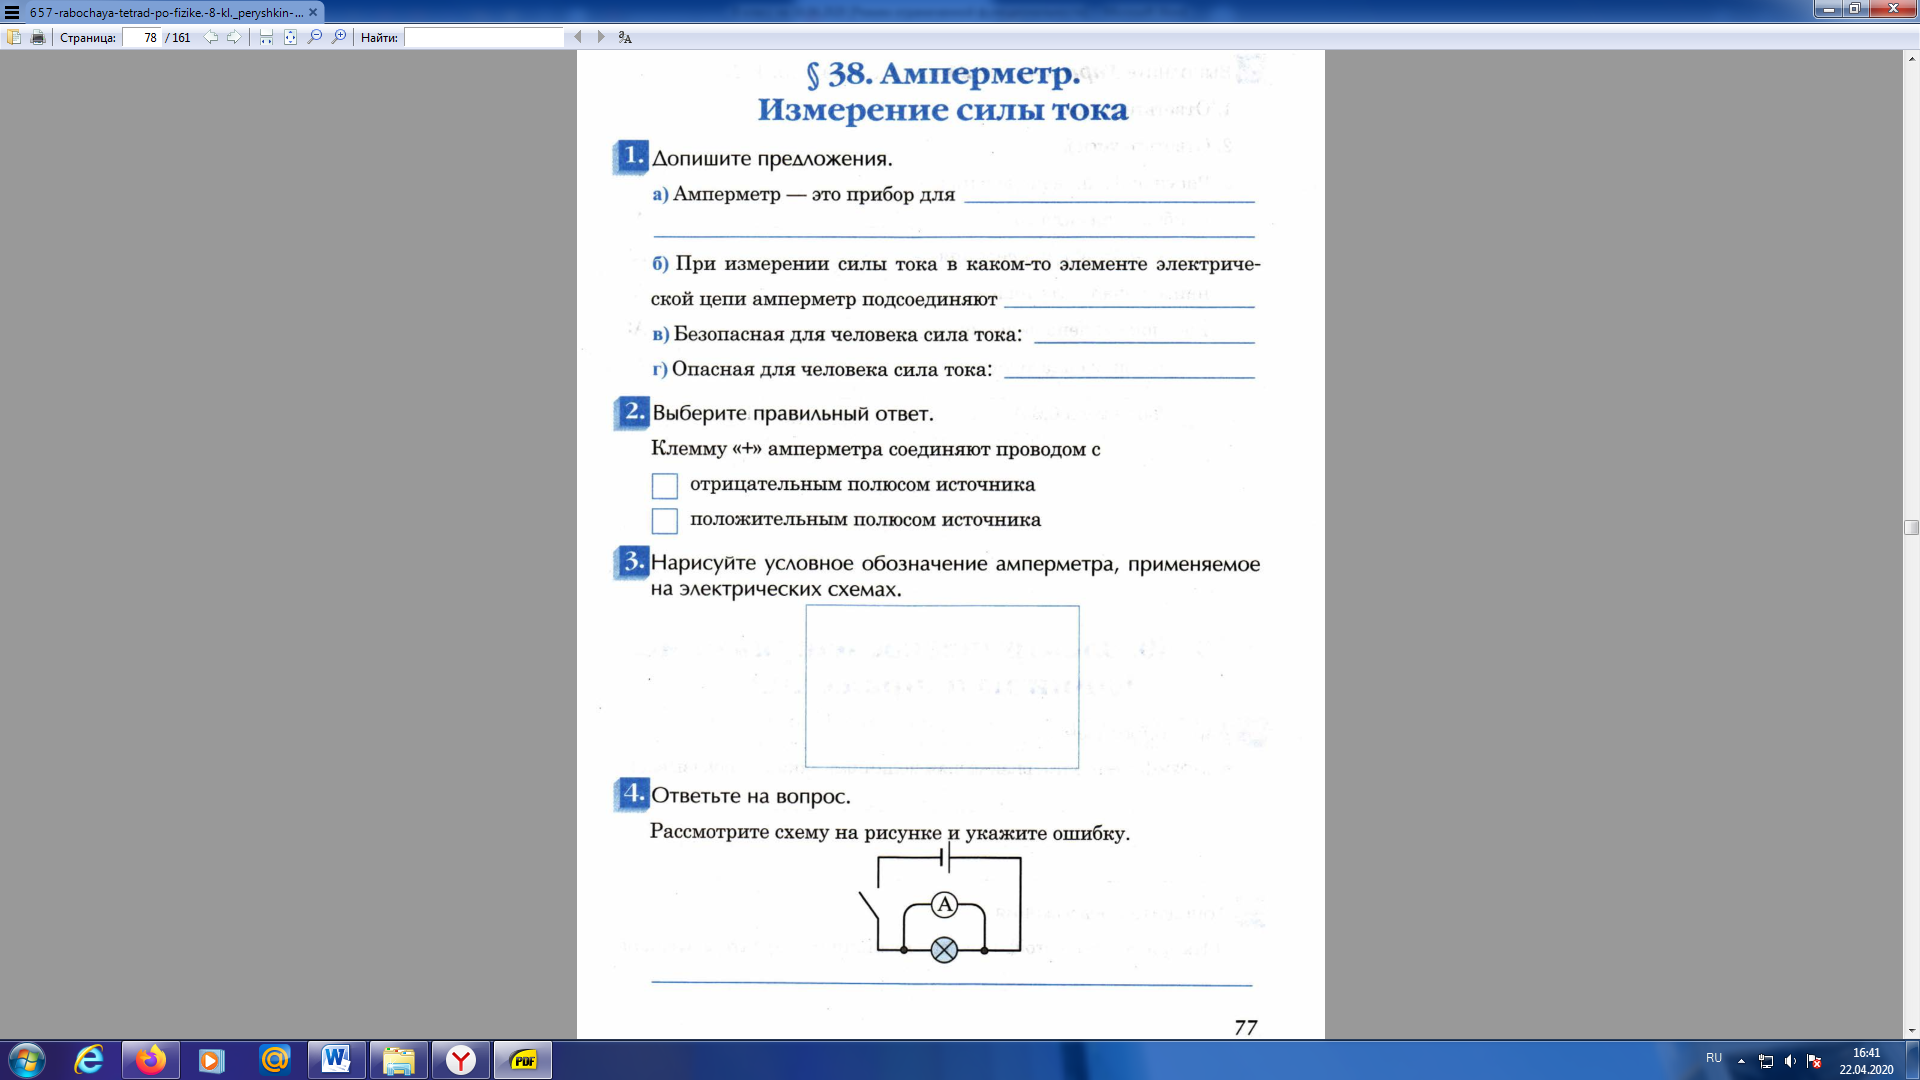 657-rabochaya-tetrad-po-fizike.-8-kl._peryshkin-...
Страница: 78 / 161 Найти:
§ 38. Амперметр.
Измерение силы тока
1. Допишите предложения.
а) Амперметр — это прибор для
б) При измерении силы тока в каком-то элементе электриче-
ской цепи амперметр подсоединяют
в) Безопасная для человека сила тока:
г) Опасная для человека сила тока:
2. Выберите правильный ответ.
Клемму «+» амперметра соединяют проводом с
отрицательным полюсом источника
положительным полюсом источника
3. Нарисуйте условное обозначение амперметра, применяемое
на электрических схемах.
4. Ответьте на вопрос.
Рассмотрите схему на рисунке и укажите ошибку.
A
77
PDF
RU
16:41
22.04.2020